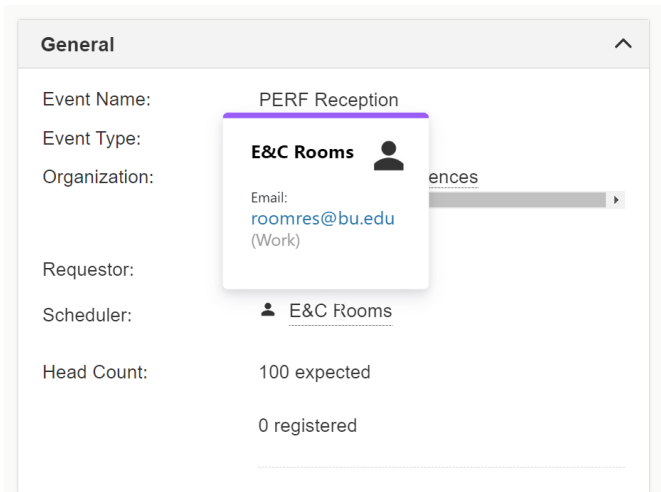 General
Event Name: PERF Reception
Event Type:
Organization: ences
E&C Rooms
Email:
roomres@bu.edu
(Work)
Requestor:
Scheduler: E&C Rooms
Head Count: 100 expected
0 registered